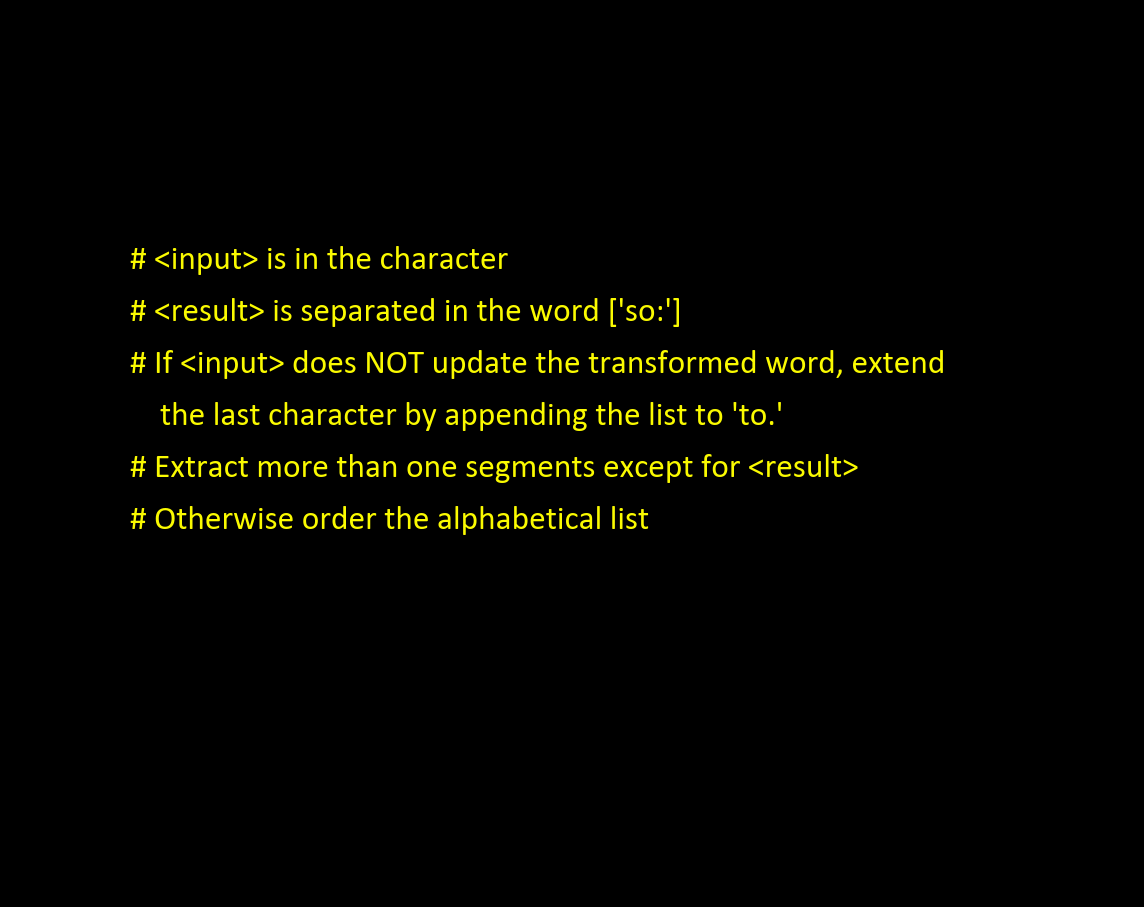 # <input> is in the character
# <result> is separated in the word ['so:']
# If <input> does NOT update the transformed word, extend
the last character by appending the list to 'to.'
# Extract more than one segments except for <result>
# Otherwise order the alphabetical list